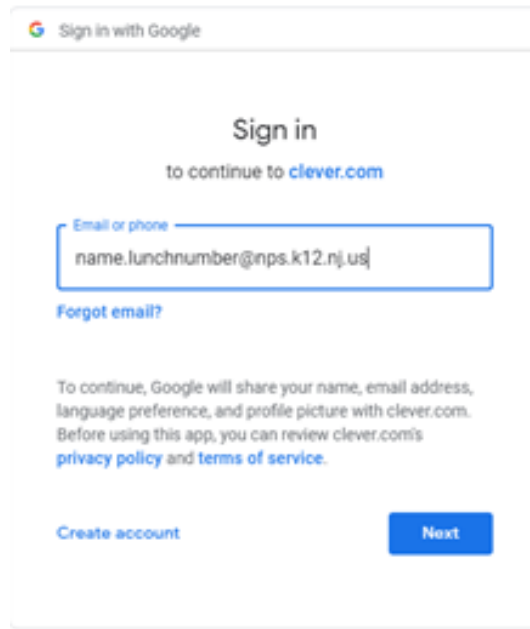 Sign in with Google
Sign in
to continue to clever.com
Email or phone
name.lunchnumber@nps.k12.nj.us
Forgot email?
To continue, Google will share your name, email address,
language preference, and profile picture with clever.com.
Before using this app, you can review clever.com's
privacy policy and terms of service.
Create account
Next